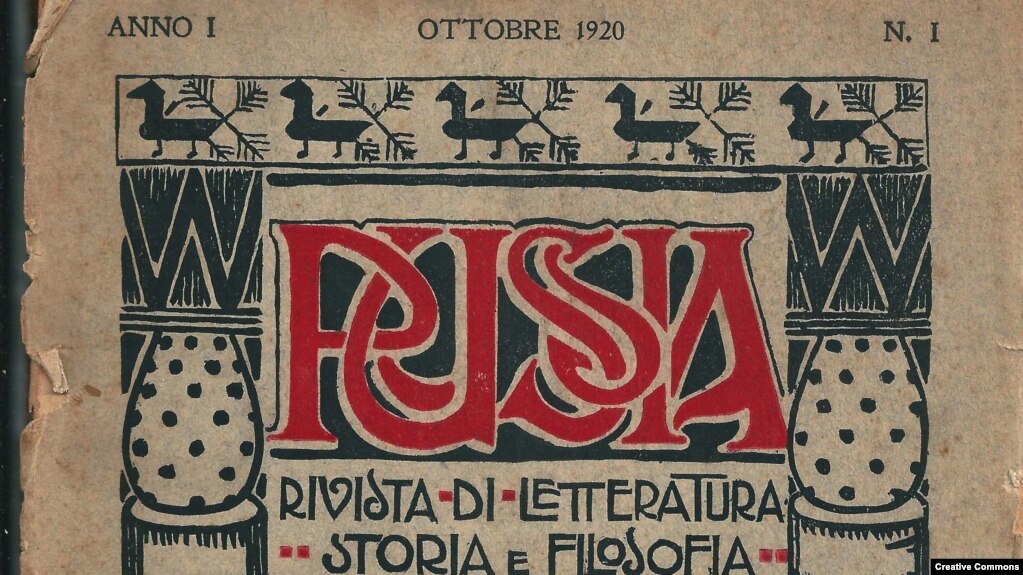 ANNO I OTTOBRE 1920 N. I
RUSSIA
RIVISTA DI LETTERATURA
STORIA E FILOSOFIA
Creative Commons